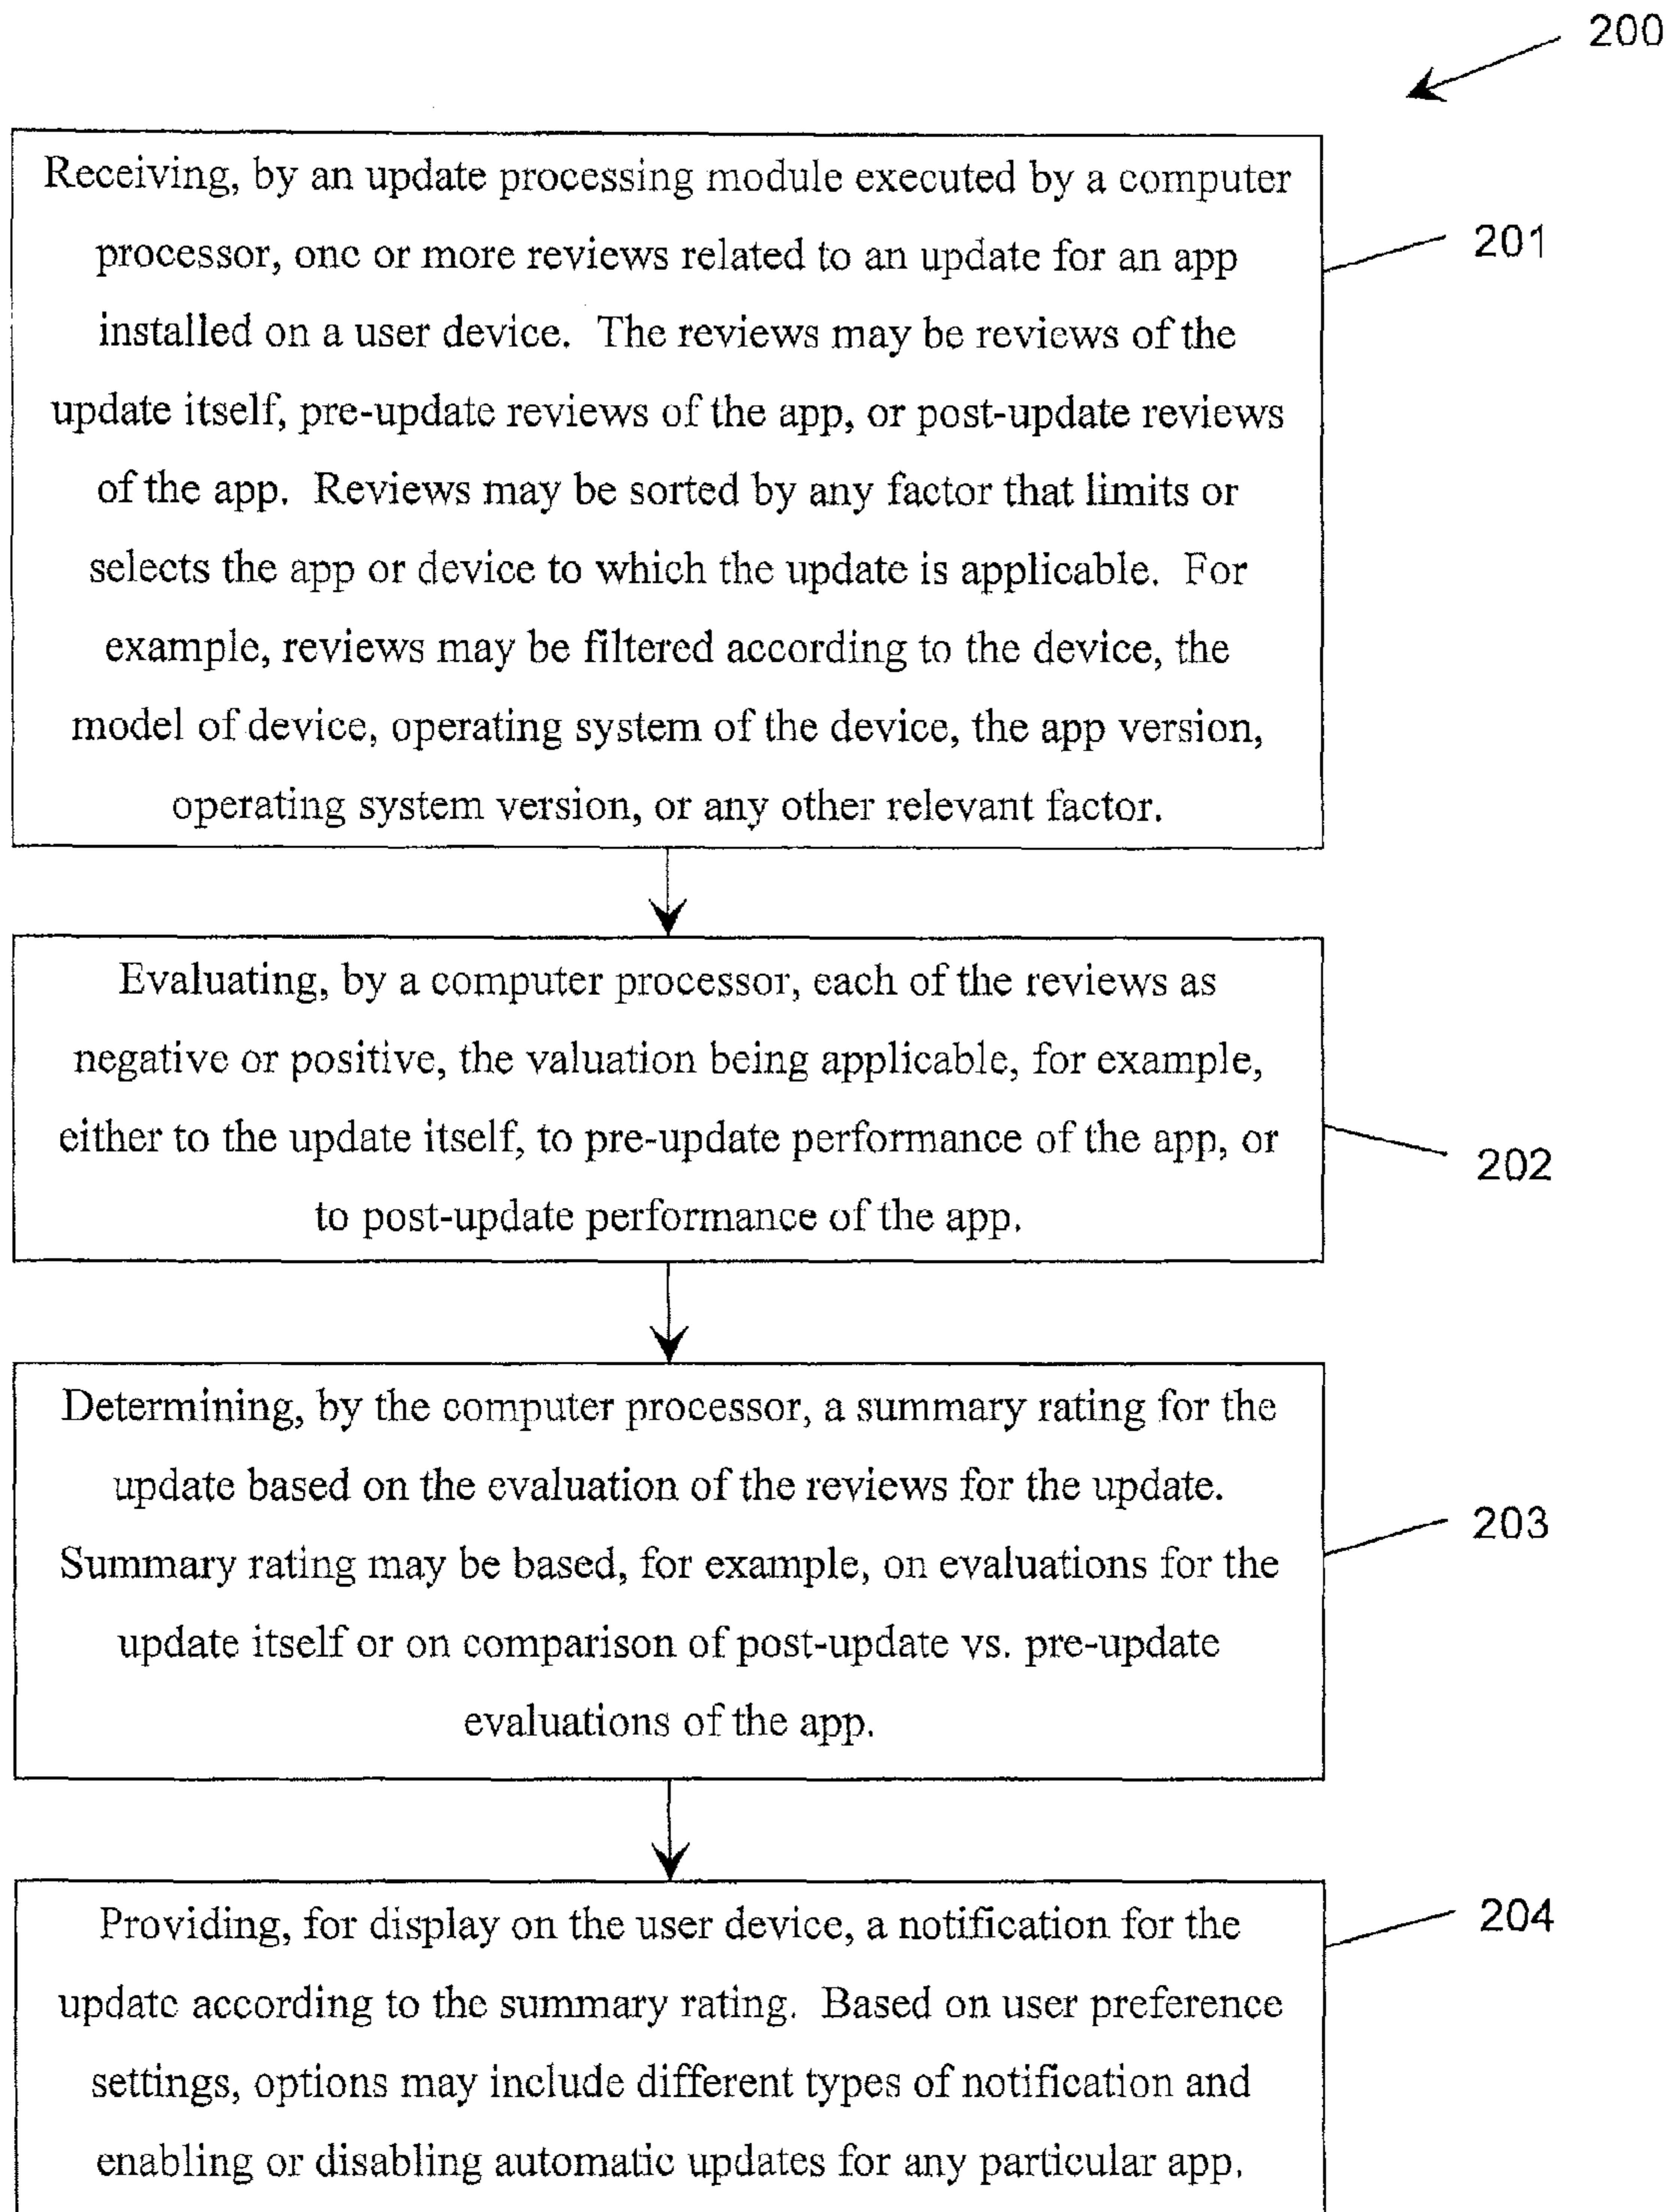 200
Receiving, by an update processing module executed by a computer
processor, one or more reviews related to an update for an app
installed on a user device. The reviews may be reviews of the
update itself, pre-update reviews of the app, or post-update reviews
of the app. Reviews may be sorted by any factor that limits or
selects the app or device to which the update is applicable. For
example, reviews may be filtered according to the device, the
model of device, operating system of the device, the app version,
operating system version, or any other relevant factor.
201
Evaluating, by a computer processor, each of the reviews as
negative or positive, the valuation being applicable, for example,
either to the update itself, to pre-update performance of the app, or
to post-update performance of the app.
202
Determining, by the computer processor, a summary rating for the
update based on the evaluation of the reviews for the update.
Summary rating may be based, for example, on evaluations for the
update itself or on comparison of post-update vs. pre-update
evaluations of the app.
203
Providing, for display on the user device, a notification for the
update according to the summary rating. Based on user preference
settings, options may include different types of notification and
enabling or disabling automatic updates for any particular app.
204